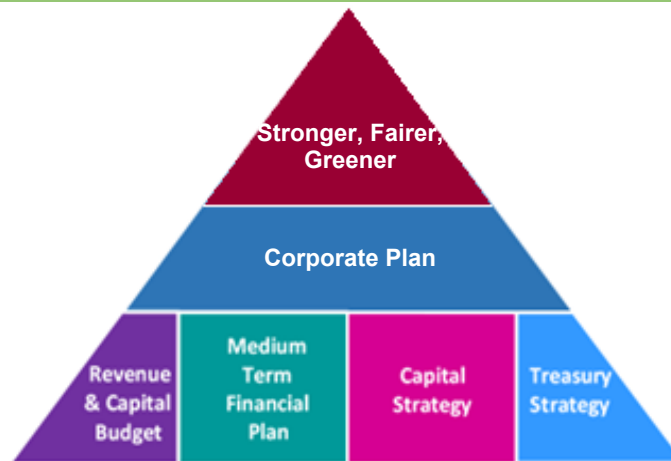 Stronger, Fairer,
Greener
Corporate Plan
Revenue
& Capital
Budget
Medium
Term
Financial
Plan
Capital
Strategy
Treasury
Strategy